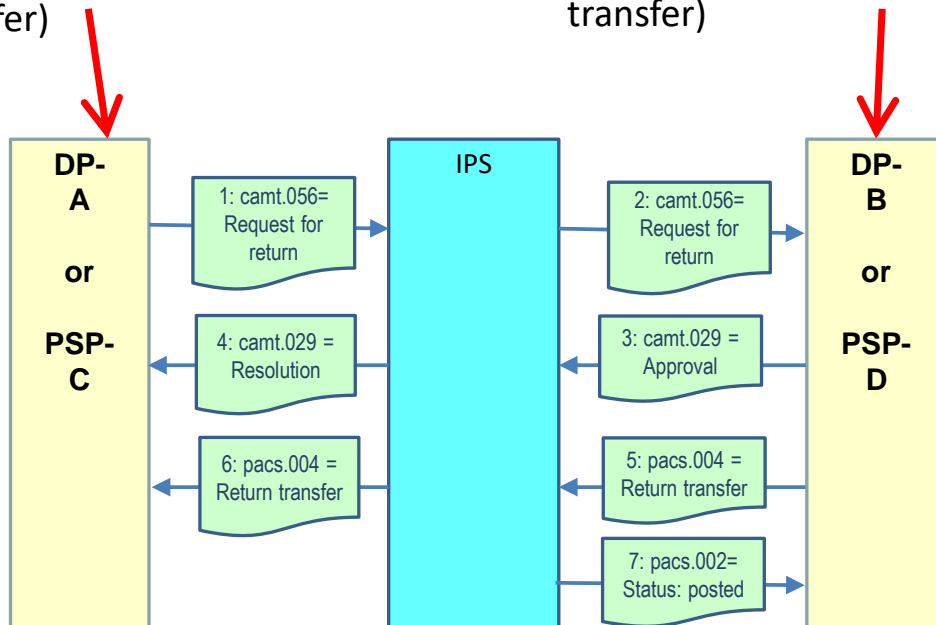 fer)
transfer)
DP-
A
or
PSP-
C
IPS
DP-
B
or
PSP-
D
1: camt.056=
Request for
return
2: camt.056=
Request for
return
4: camt.029 =
Resolution
3: camt.029 =
Approval
6: pacs.004 =
Return transfer
5: pacs.004 =
Return transfer
7: pacs.002=
Status: posted